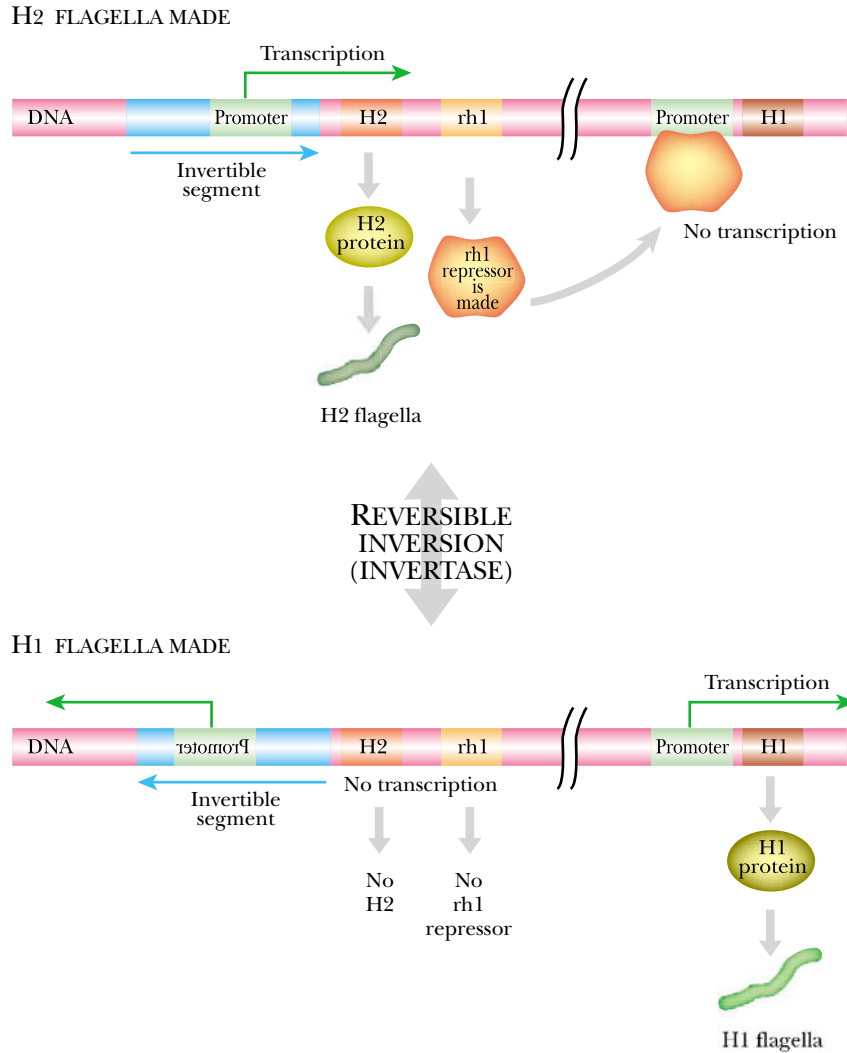 H2 FLAGELLA MADE
Transcription
DNA
Promoter
H2
rh1
Promoter
H1
Invertible
segment
H2
protein
rh1
repressor
is
made
No transcription
H2 flagella
REVERSIBLE
INVERSION
(INVERTASE)
H1 FLAGELLA MADE
Transcription
DNA
Promoter
H2
rh1
Promoter
H1
Invertible
segment
No transcription
No
H2
No
rh1
repressor
H1
protein
H1 flagella